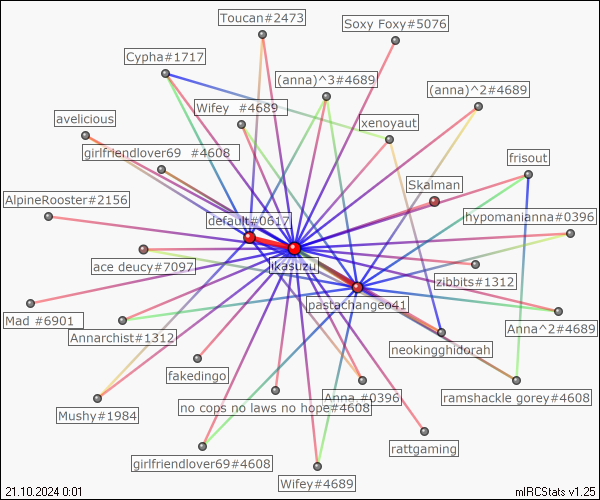 Toucan#2473
Soxy Foxy#5076
Cypha#1717
(anna)^3#4689
(anna)^2#4689
Wifey  #4689
xenoyaut
avelicious
girlfriendlover69  #4608
frisout
Skalman
AlpineRooster#2156
default#0617
hypomanianna#0396
ikasuzu
ace deucy#7097
zibbits#1312
pastachangeo41
Mad #6901
Anna^2#4689
Annarchist#1312
neokingghidorah
fakedingo
Anna #0396
ramshackle gorey#4608
no cops no laws no hope#4608
Mushy#1984
rattgaming
girlfriendlover69#4608
Wifey#4689
21.10.2024 0:01
mIRCStats v1.25